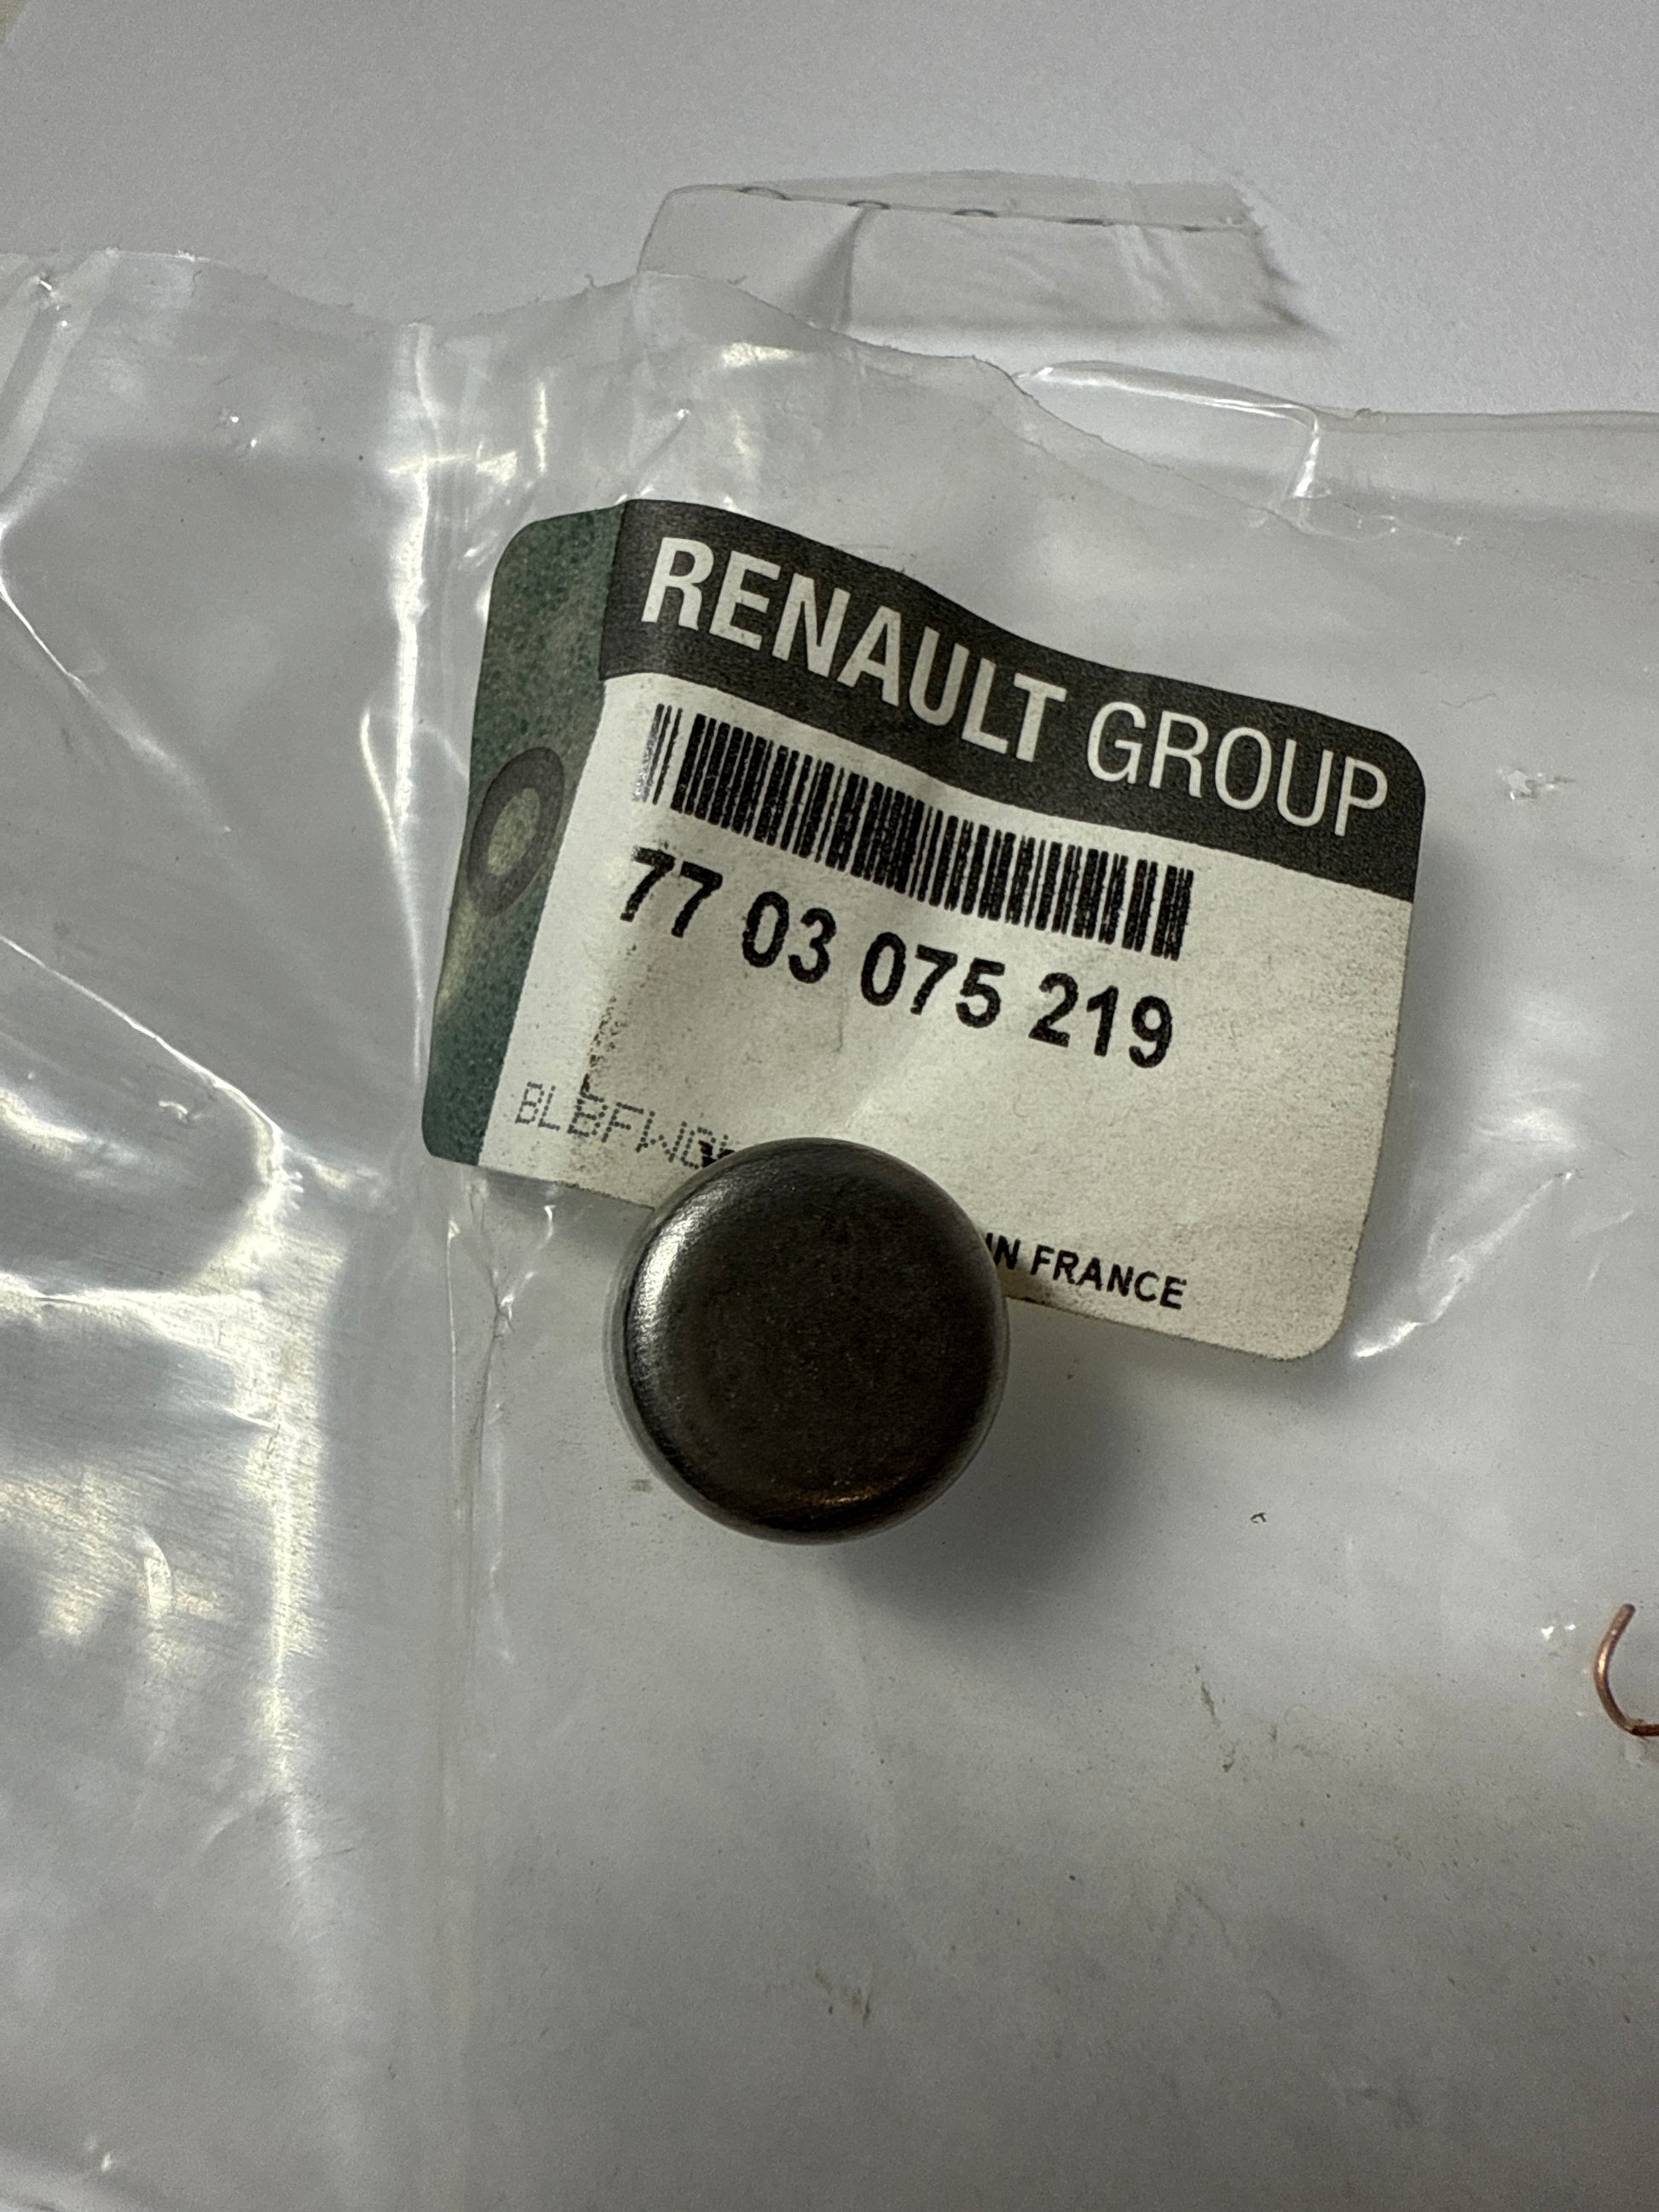 RENAULT GROUP
77 03 075 219
IN FRANCE